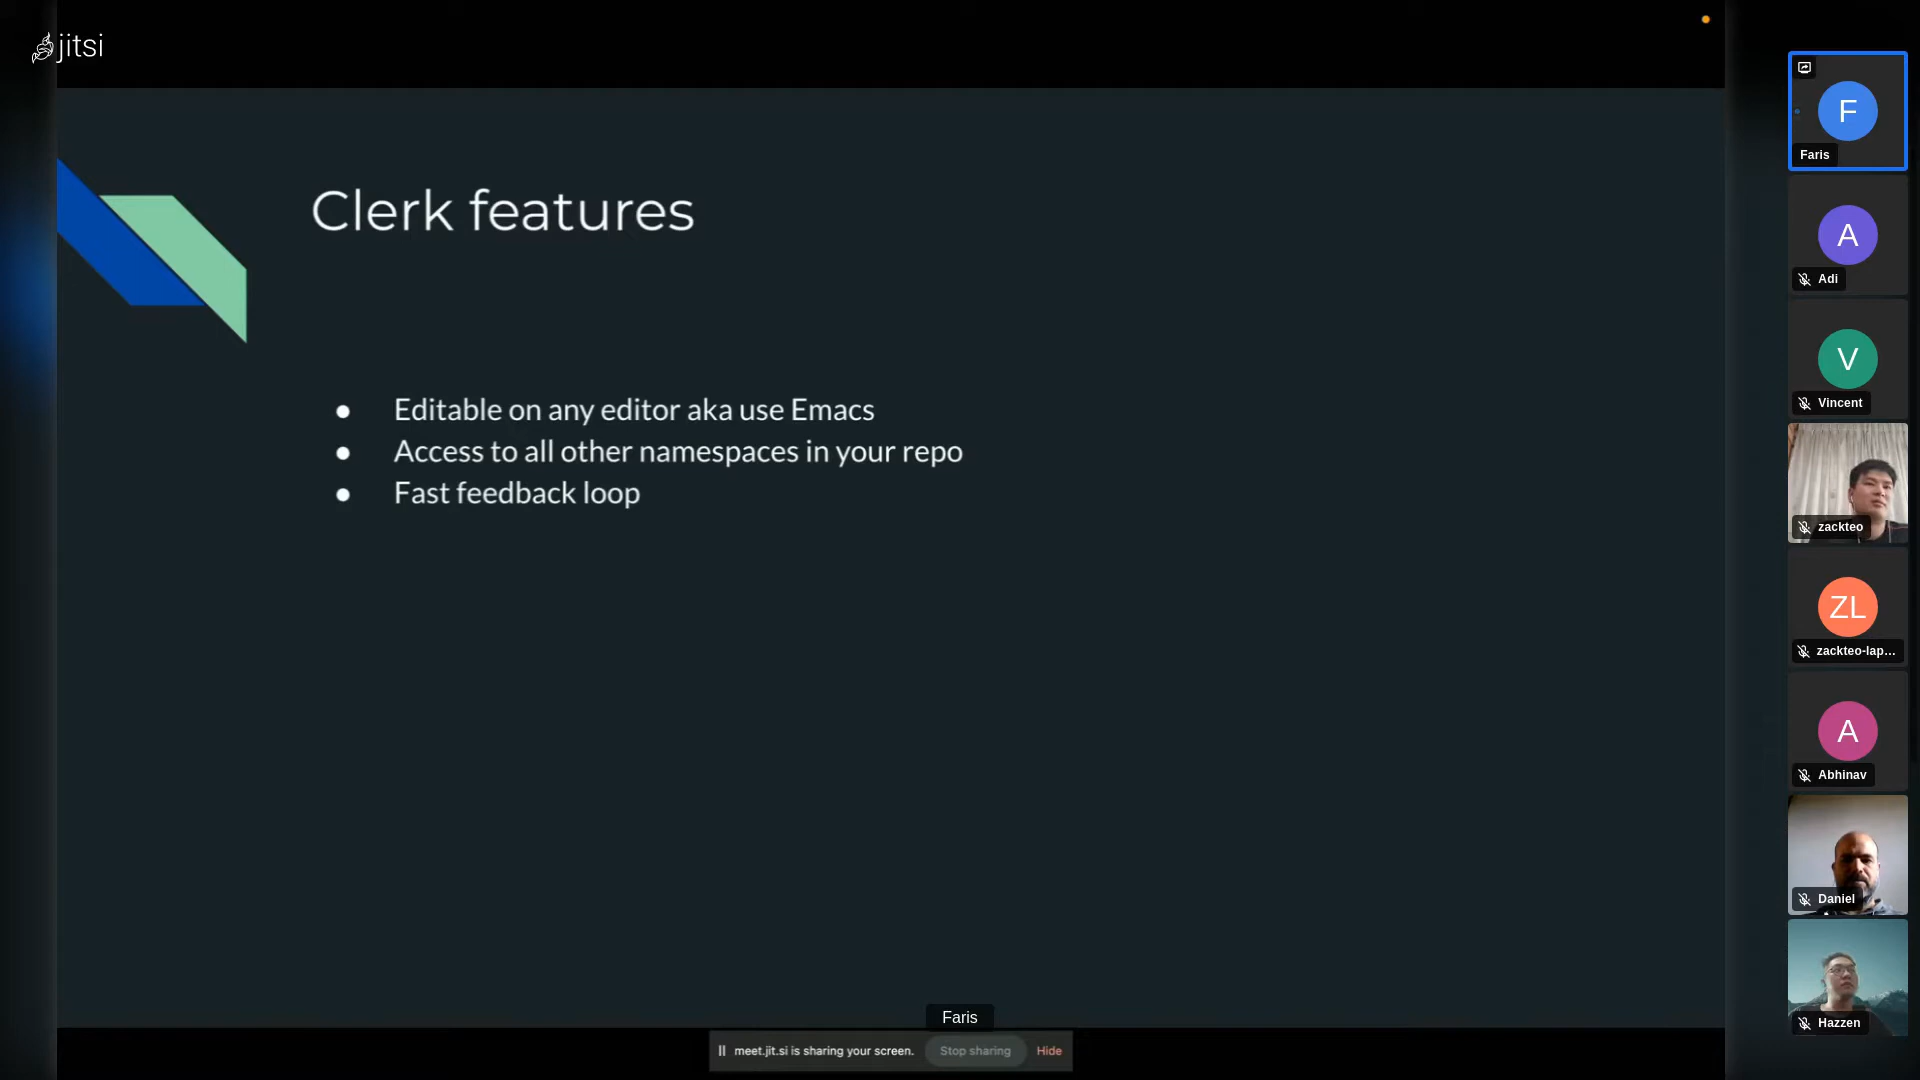 jitsi
Clerk features
● Editable on any editor aka use Emacs
● Access to all other namespaces in your repo
● Fast feedback loop
Faris
meet.jit.si is sharing your screen.
Stop sharing
Hide
F
Faris
A
Adi
V
Vincent
zackteo
ZL
zackteo-lap...
A
Abhinav
Daniel
Hazzen